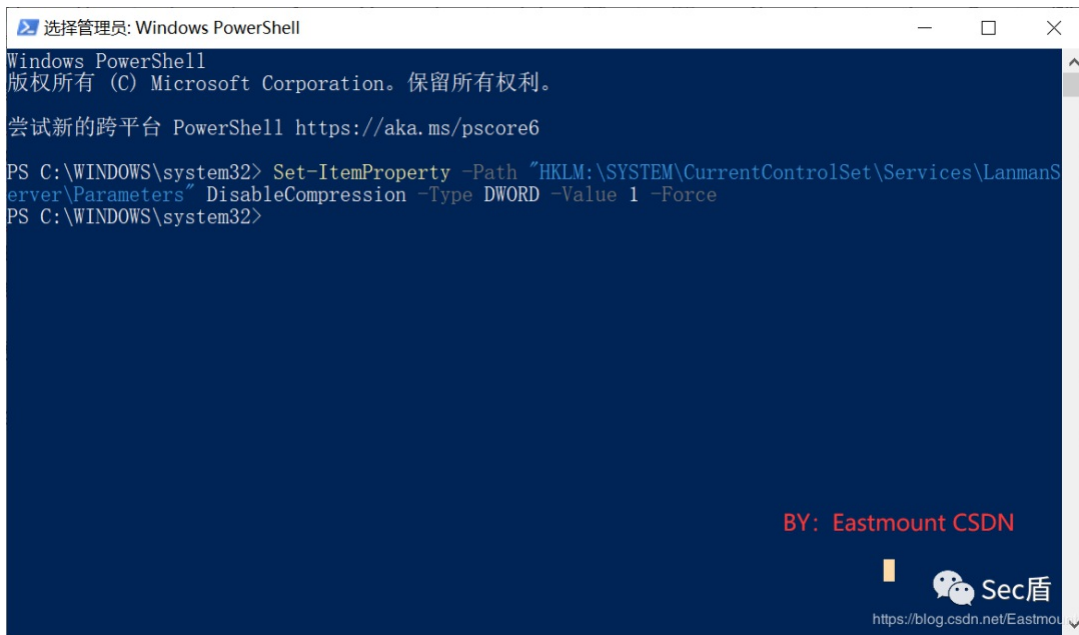 选择管理员: Windows PowerShell
Windows PowerShell
版权所有 (C) Microsoft Corporation。保留所有权利。
尝试新的跨平台 PowerShell https://aka.ms/pscore6
PS C:\WINDOWS\system32> Set-ItemProperty -Path "HKLM:\SYSTEM\CurrentControlSet\Services\LanmanS
erver\Parameters" DisableCompression -Type DWORD -Value 1 -Force
PS C:\WINDOWS\system32>
BY：Eastmount CSDN
Sec盾
https://blog.csdn.net/Eastmou